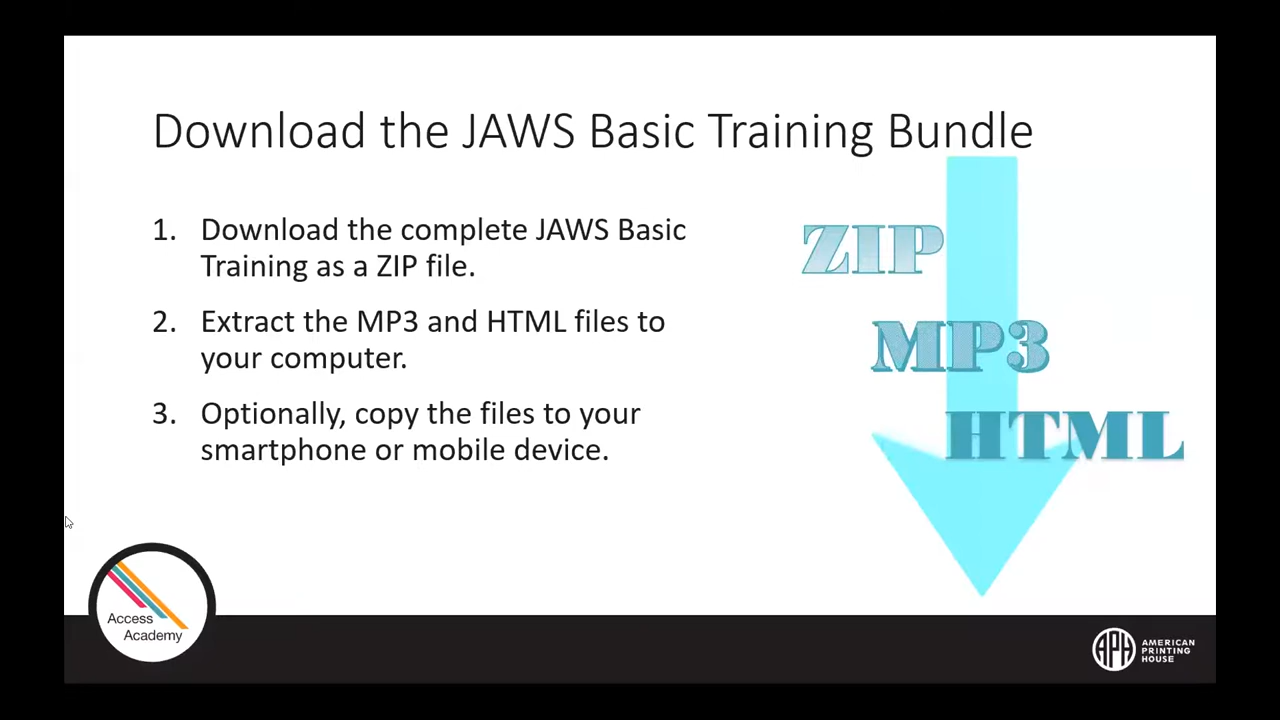 Download the JAWS Basic Training Bundle
1. Download the complete JAWS Basic
Training as a ZIP file.
2. Extract the MP3 and HTML files to
your computer.
3. Optionally, copy the files to your
smartphone or mobile device.
ZIP
MP3
HTML
Access
Academy
APH
AMERICAN
PRINTING
HOUSE